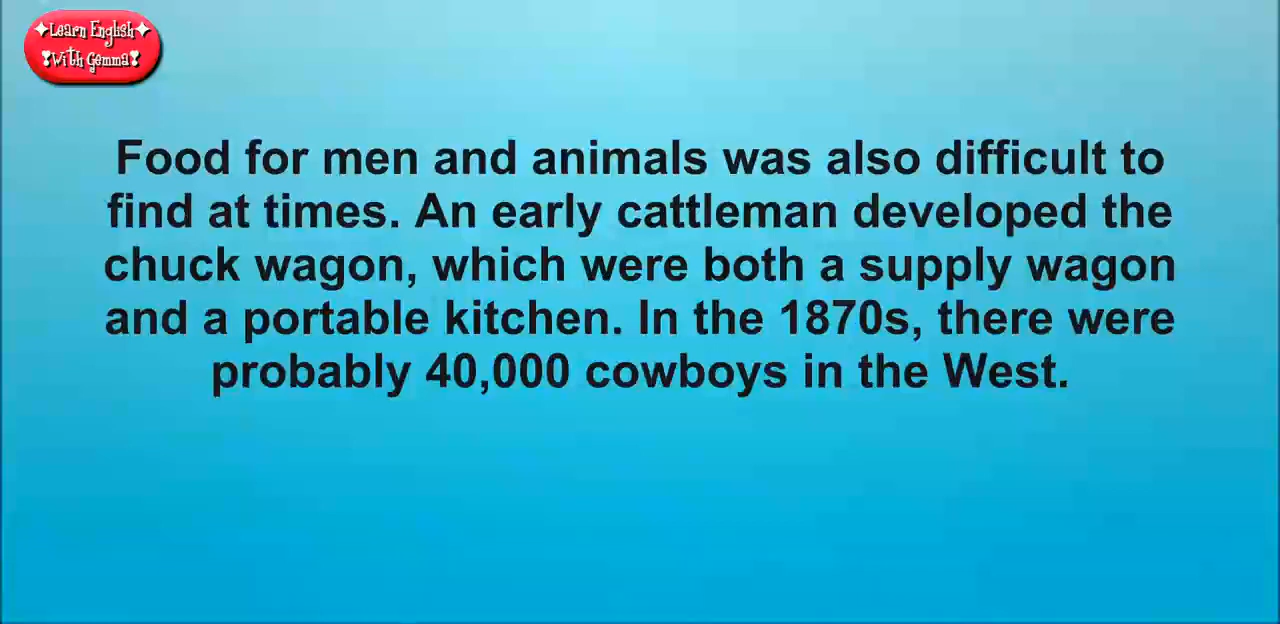 ✦Learn English✦
❣With Gemma❣
Food for men and animals was also difficult to
find at times. An early cattleman developed the
chuck wagon, which were both a supply wagon
and a portable kitchen. In the 1870s, there were
probably 40,000 cowboys in the West.